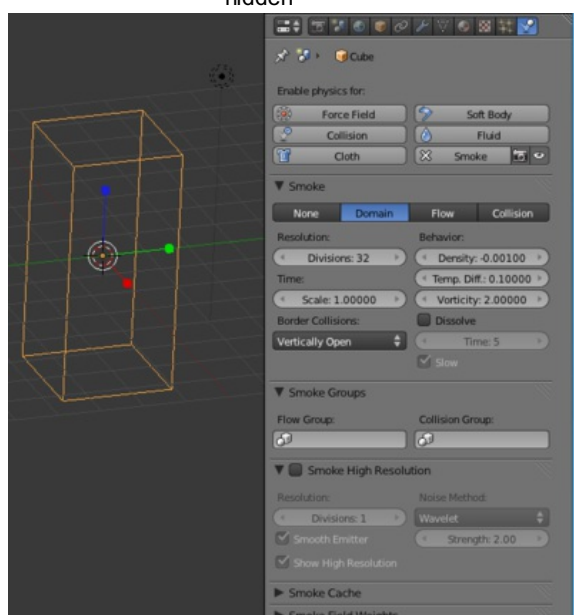 hidden
Cube
Enable physics for:
Force Field
Soft Body
Collision
Fluid
Cloth
Smoke
Smoke
None Domain Flow Collision
Resolution: Behavior:
Divisions: 32 Density: -0.00100
Time: Temp. Diff.: 0.10000
Scale: 1.00000 Vorticity: 2.00000
Border Collisions: Dissolve
Vertically Open Time: 5
Slow
Smoke Groups
Flow Group: Collision Group:
Smoke High Resolution
Resolution: Noise Method:
Divisions: 1 Wavelet
Smooth Emitter Strength: 2.00
Show High Resolution
Smoke Cache
Smoke Field Weights